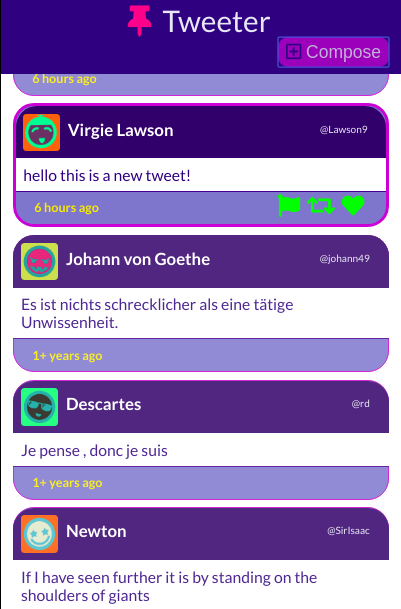 Tweeter
Compose
6 hours ago
Virgie Lawson
@Lawson9
hello this is a new tweet!
6 hours ago
Johann von Goethe
@johann49
Es ist nichts schrecklicher als eine tätige
Unwissenheit.
1+ years ago
Descartes
@rd
Je pense , donc je suis
1+ years ago
Newton
@SirIsaac
If I have seen further it is by standing on the
shoulders of giants